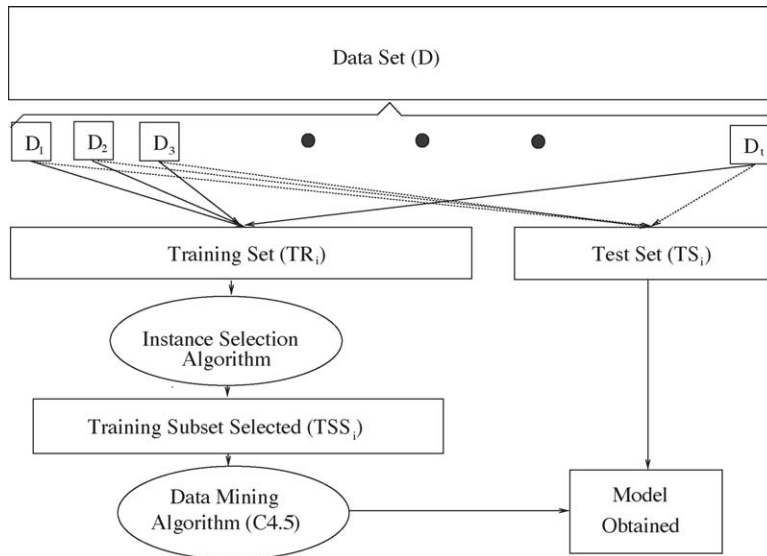 Data Set (D)
D₁ D₂ D₃ Dₜ
Training Set (TRᵢ) Test Set (TSᵢ)
Instance Selection
Algorithm
Training Subset Selected (TSSᵢ)
Data Mining
Algorithm (C4.5)
Model
Obtained